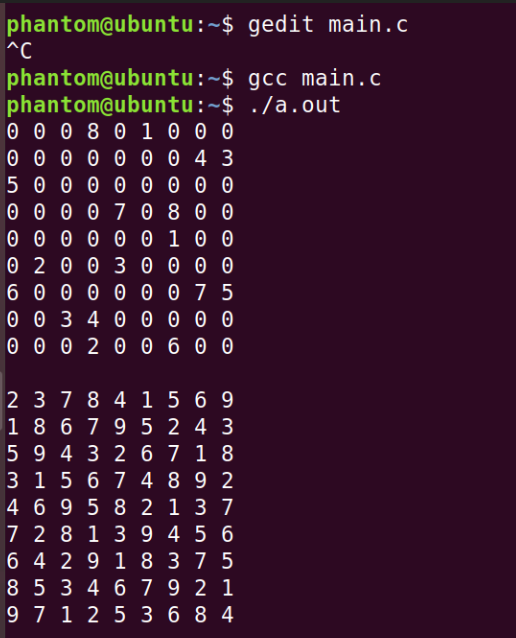 phantom@ubuntu:~$ gedit main.c
^C
phantom@ubuntu:~$ gcc main.c
phantom@ubuntu:~$ ./a.out
0 0 0 8 0 1 0 0 0
0 0 0 0 0 0 0 4 3
5 0 0 0 0 0 0 0 0
0 0 0 0 7 0 8 0 0
0 0 0 0 0 0 1 0 0
0 2 0 0 3 0 0 0 0
6 0 0 0 0 0 0 7 5
0 0 3 4 0 0 0 0 0
0 0 0 2 0 0 6 0 0
2 3 7 8 4 1 5 6 9
1 8 6 7 9 5 2 4 3
5 9 4 3 2 6 7 1 8
3 1 5 6 7 4 8 9 2
4 6 9 5 8 2 1 3 7
7 2 8 1 3 9 4 5 6
6 4 2 9 1 8 3 7 5
8 5 3 4 6 7 9 2 1
9 7 1 2 5 3 6 8 4